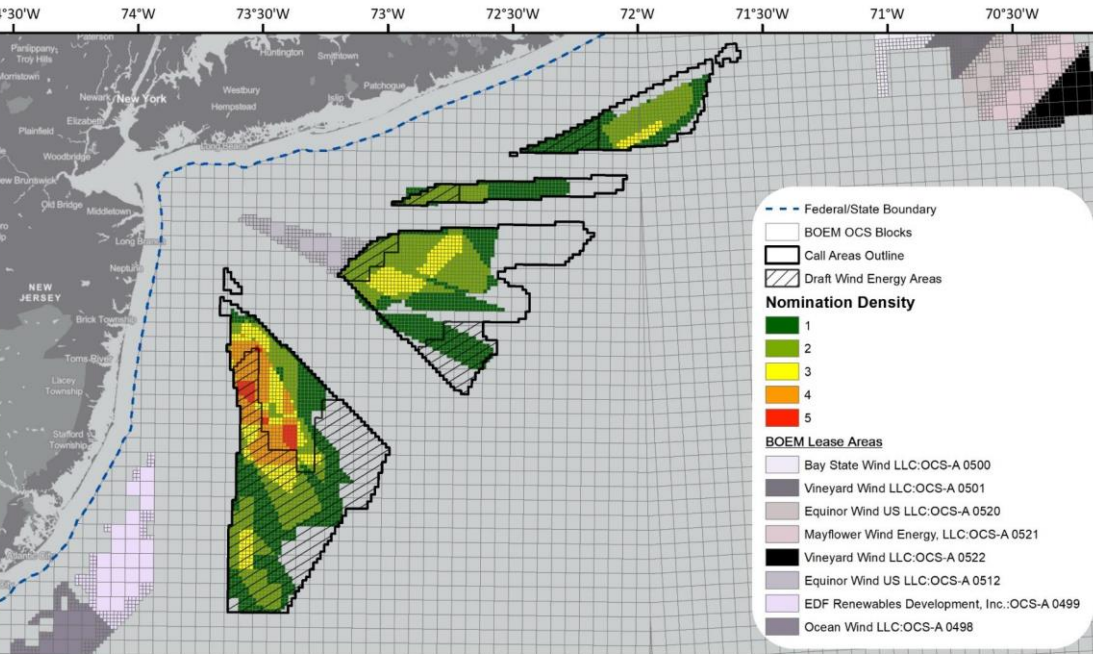 73°30'W
73°W
72°30'W
72°W
71°30'W
71°W
70°30'W
Paterson
Parsippany
Troy Hills
Morristown
Newark
New York
Elizabeth
Plainfield
Woodbridge
New Brunswick
Old Bridge
Middletown
Long Branch
Neptune
NEW
JERSEY
Brick Township
Toms River
Lacey
Township
Stafford
Township
Huntington
Smithtown
Westbury
Hempstead
Islip
Patchogue
Long Beach
Federal/State Boundary
BOEM OCS Blocks
Call Areas Outline
Draft Wind Energy Areas
Nomination Density
1
2
3
4
5
BOEM Lease Areas
Bay State Wind LLC:OCS-A 0500
Vineyard Wind LLC:OCS-A 0501
Equinor Wind US LLC:OCS-A 0520
Mayflower Wind Energy, LLC:OCS-A 0521
Vineyard Wind LLC:OCS-A 0522
Equinor Wind US LLC:OCS-A 0512
EDF Renewables Development, Inc.:OCS-A 0499
Ocean Wind LLC:OCS-A 0498